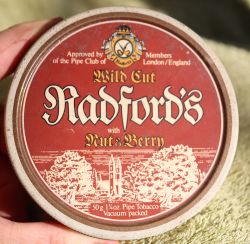 Approved by Members
of the Pipe Club of London/England
Wild Cut
Radford's
with
Nut & Berry
50g 1¾oz Pipe Tobacco
Vacuum packed